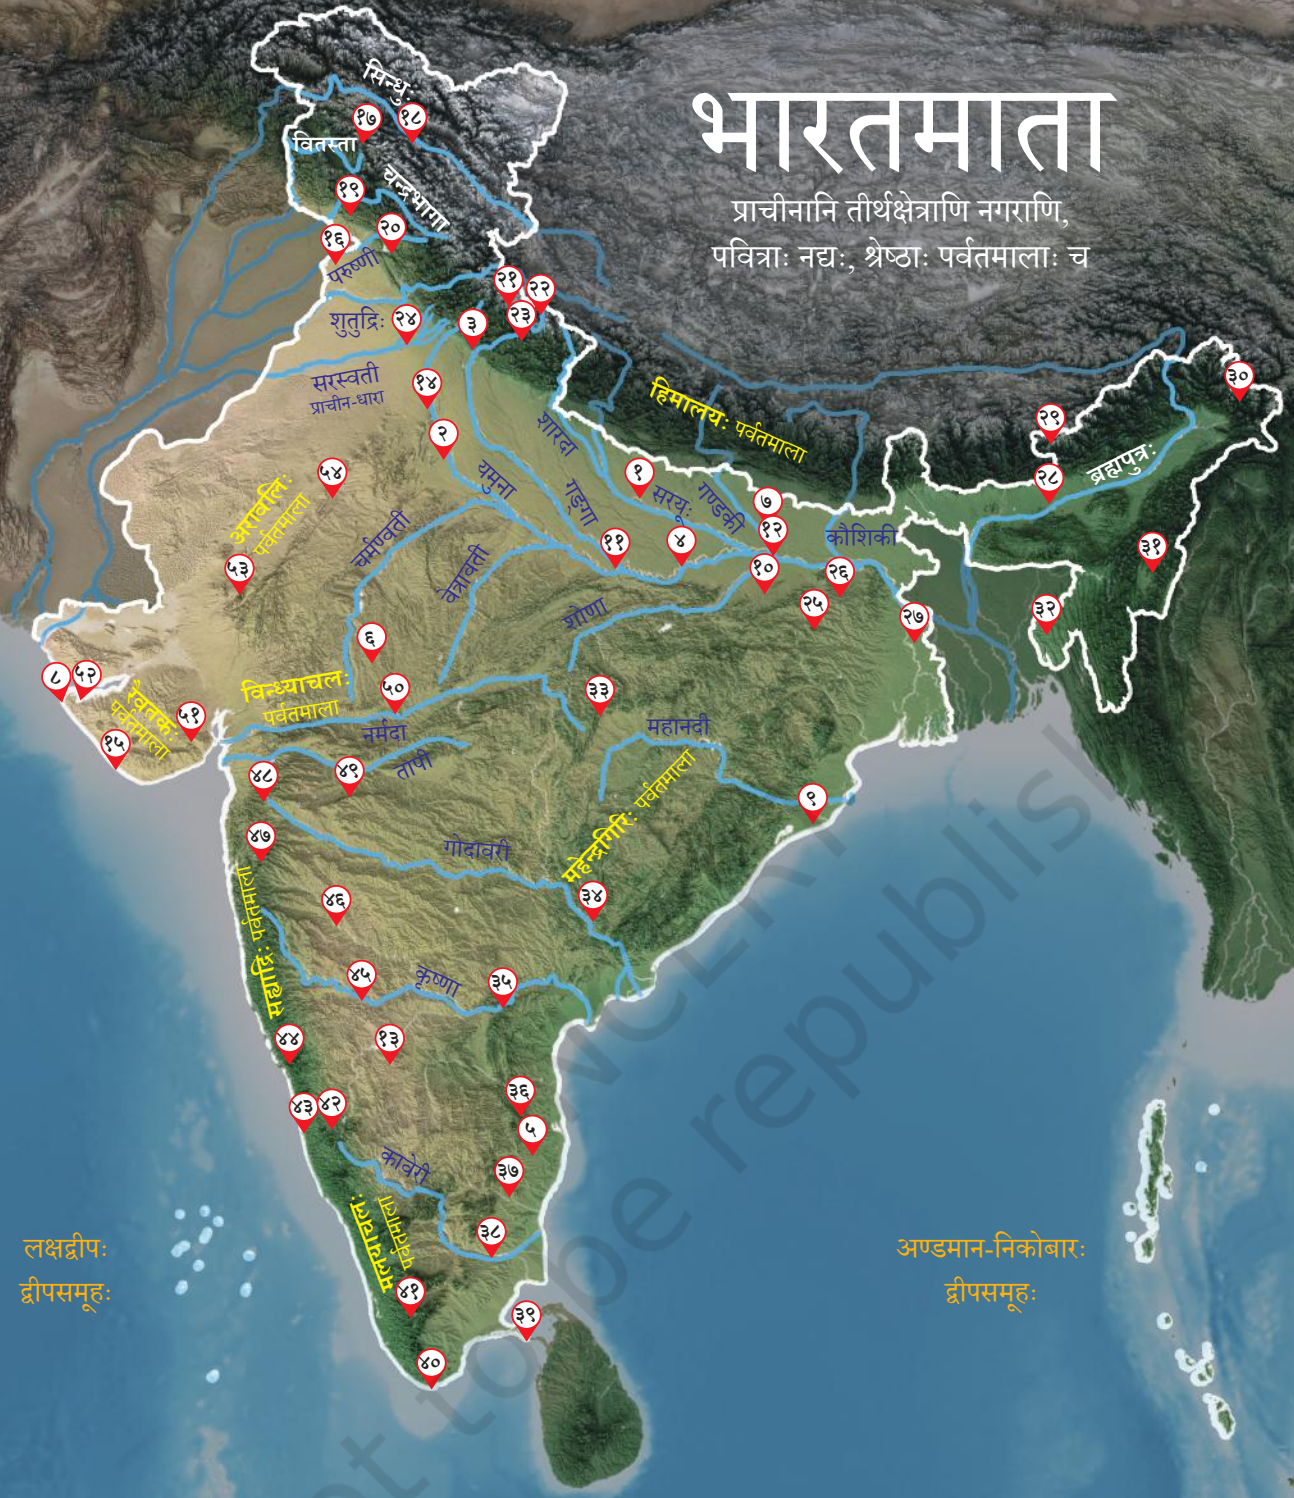 भारतमाता
प्राचीनानि तीर्थक्षेत्राणि नगराणि,
पवित्राः नद्यः, श्रेष्ठाः पर्वतमालाः च
सिन्धुः
१७
१८
वितस्ता
चन्द्रभागा
१९
२०
१६
परुष्णी
२१
२२
२३
शुतुद्रिः
२४
३
सरस्वती
प्राचीन-धारा
१४
२
हिमालयः पर्वतमाला
३०
२९
२८
ब्रह्मपुत्रः
शारदा
५४
अरावलिः
पर्वतमाला
यमुना
गङ्गा
१
सरयूः
गण्डकी
७
१२
कौशिकी
चर्मण्वती
वेत्रवती
११
४
१०
२६
३१
५३
शोणा
२५
२७
३२
६
८
५२
रैवतकः
पर्वतमाला
५१
१५
विन्ध्याचलः
पर्वतमाला
५०
३३
नर्मदा
तापी
महानदी
४८
४९
९
महेन्द्रगिरिः पर्वतमाला
४७
गोदावरी
सह्याद्रिः पर्वतमाला
४६
३४
४५
कृष्णा
३५
४४
१३
३६
४३
४२
५
कावेरी
३७
मलयाचलः
पर्वतमाला
३८
लक्षद्वीपः
द्वीपसमूहः
अण्डमान-निकोबारः
द्वीपसमूहः
४१
३९
४०
not to be republish